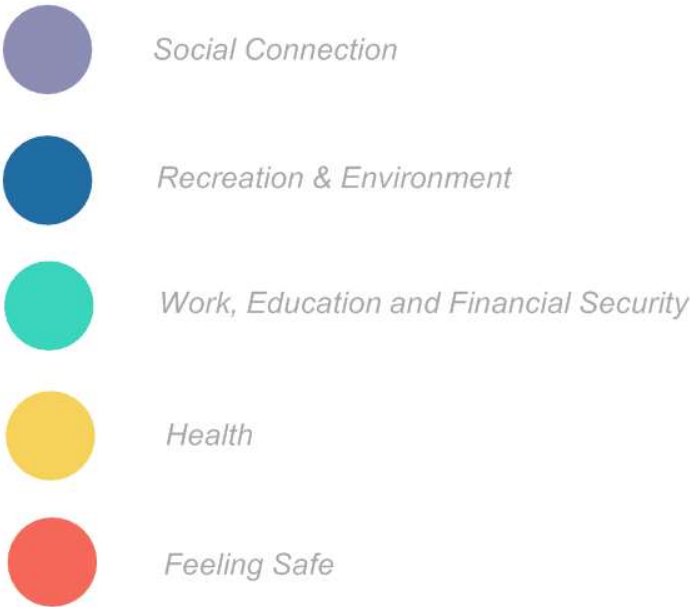 Social Connection
Recreation & Environment
Work, Education and Financial Security
Health
Feeling Safe